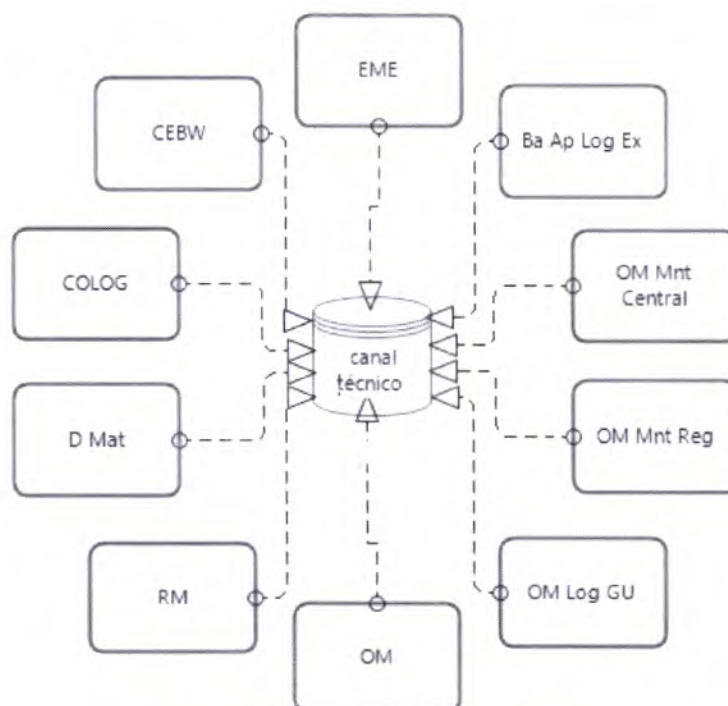 EME
CEBW
Ba Ap Log Ex
COLOG
OM Mnt
Central
canal
técnico
D Mat
OM Mnt Reg
RM
OM Log GU
OM